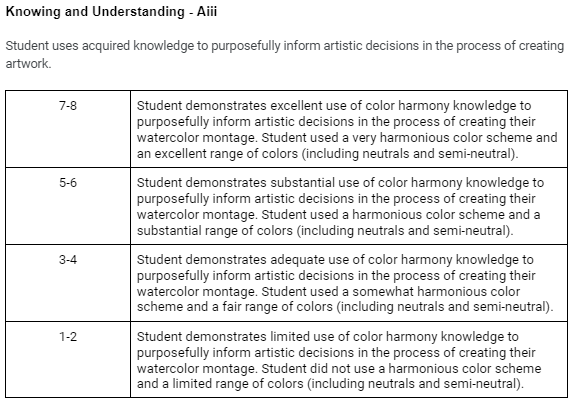 Knowing and Understanding - Aiii
Student uses acquired knowledge to purposefully inform artistic decisions in the process of creating
artwork.
7-8
Student demonstrates excellent use of color harmony knowledge to
purposefully inform artistic decisions in the process of creating their
watercolor montage. Student used a very harmonious color scheme and
an excellent range of colors (including neutrals and semi-neutral).
5-6
Student demonstrates substantial use of color harmony knowledge to
purposefully inform artistic decisions in the process of creating their
watercolor montage. Student used a harmonious color scheme and a
substantial range of colors (including neutrals and semi-neutral).
3-4
Student demonstrates adequate use of color harmony knowledge to
purposefully inform artistic decisions in the process of creating their
watercolor montage. Student used a somewhat harmonious color
scheme and a fair range of colors (including neutrals and semi-neutral).
1-2
Student demonstrates limited use of color harmony knowledge to
purposefully inform artistic decisions in the process of creating their
watercolor montage. Student did not use a harmonious color scheme
and a limited range of colors (including neutrals and semi-neutral).